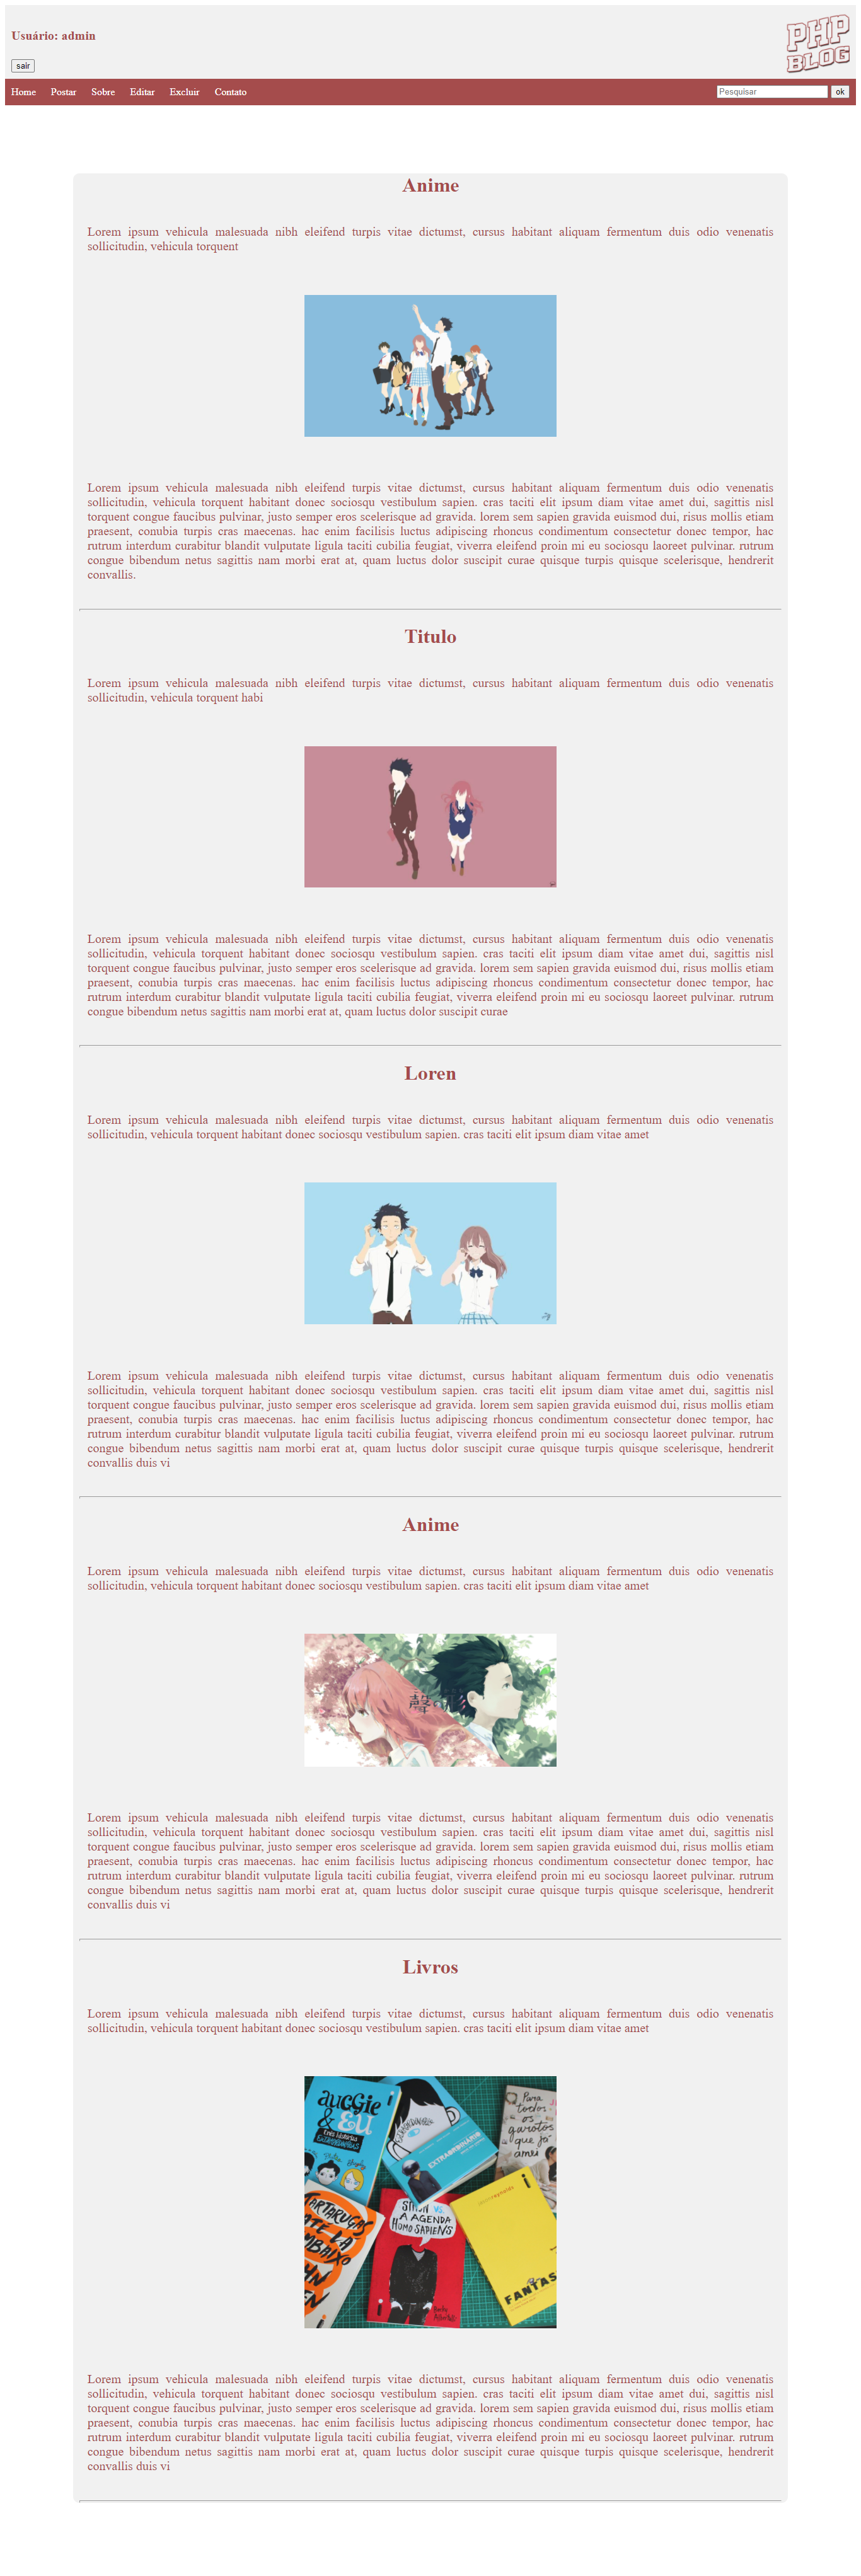 Usuário: admin
PHP
BLOG
sair
Home Postar Sobre Editar Excluir Contato Pesquisar ok
Anime
Lorem ipsum vehicula malesuada nibh eleifend turpis vitae dictumst, cursus habitant aliquam fermentum duis odio venenatis
sollicitudin, vehicula torquent
Lorem ipsum vehicula malesuada nibh eleifend turpis vitae dictumst, cursus habitant aliquam fermentum duis odio venenatis
sollicitudin, vehicula torquent habitant donec sociosqu vestibulum sapien. cras taciti elit ipsum diam vitae amet dui, sagittis nisl
torquent congue faucibus pulvinar, justo semper eros scelerisque ad gravida. lorem sem sapien gravida euismod dui, risus mollis etiam
praesent, conubia turpis cras maecenas. hac enim facilisis luctus adipiscing rhoncus condimentum consectetur donec tempor, hac
rutrum interdum curabitur blandit vulputate ligula taciti cubilia feugiat, viverra eleifend proin mi eu sociosqu laoreet pulvinar. rutrum
congue bibendum netus sagittis nam morbi erat at, quam luctus dolor suscipit curae quisque turpis quisque scelerisque, hendrerit
convallis.
Titulo
Lorem ipsum vehicula malesuada nibh eleifend turpis vitae dictumst, cursus habitant aliquam fermentum duis odio venenatis
sollicitudin, vehicula torquent habi
Lorem ipsum vehicula malesuada nibh eleifend turpis vitae dictumst, cursus habitant aliquam fermentum duis odio venenatis
sollicitudin, vehicula torquent habitant donec sociosqu vestibulum sapien. cras taciti elit ipsum diam vitae amet dui, sagittis nisl
torquent congue faucibus pulvinar, justo semper eros scelerisque ad gravida. lorem sem sapien gravida euismod dui, risus mollis etiam
praesent, conubia turpis cras maecenas. hac enim facilisis luctus adipiscing rhoncus condimentum consectetur donec tempor, hac
rutrum interdum curabitur blandit vulputate ligula taciti cubilia feugiat, viverra eleifend proin mi eu sociosqu laoreet pulvinar. rutrum
congue bibendum netus sagittis nam morbi erat at, quam luctus dolor suscipit curae
Loren
Lorem ipsum vehicula malesuada nibh eleifend turpis vitae dictumst, cursus habitant aliquam fermentum duis odio venenatis
sollicitudin, vehicula torquent habitant donec sociosqu vestibulum sapien. cras taciti elit ipsum diam vitae amet
Lorem ipsum vehicula malesuada nibh eleifend turpis vitae dictumst, cursus habitant aliquam fermentum duis odio venenatis
sollicitudin, vehicula torquent habitant donec sociosqu vestibulum sapien. cras taciti elit ipsum diam vitae amet dui, sagittis nisl
torquent congue faucibus pulvinar, justo semper eros scelerisque ad gravida. lorem sem sapien gravida euismod dui, risus mollis etiam
praesent, conubia turpis cras maecenas. hac enim facilisis luctus adipiscing rhoncus condimentum consectetur donec tempor, hac
rutrum interdum curabitur blandit vulputate ligula taciti cubilia feugiat, viverra eleifend proin mi eu sociosqu laoreet pulvinar. rutrum
congue bibendum netus sagittis nam morbi erat at, quam luctus dolor suscipit curae quisque turpis quisque scelerisque, hendrerit
convallis duis vi
Anime
Lorem ipsum vehicula malesuada nibh eleifend turpis vitae dictumst, cursus habitant aliquam fermentum duis odio venenatis
sollicitudin, vehicula torquent habitant donec sociosqu vestibulum sapien. cras taciti elit ipsum diam vitae amet
聲の形
Lorem ipsum vehicula malesuada nibh eleifend turpis vitae dictumst, cursus habitant aliquam fermentum duis odio venenatis
sollicitudin, vehicula torquent habitant donec sociosqu vestibulum sapien. cras taciti elit ipsum diam vitae amet dui, sagittis nisl
torquent congue faucibus pulvinar, justo semper eros scelerisque ad gravida. lorem sem sapien gravida euismod dui, risus mollis etiam
praesent, conubia turpis cras maecenas. hac enim facilisis luctus adipiscing rhoncus condimentum consectetur donec tempor, hac
rutrum interdum curabitur blandit vulputate ligula taciti cubilia feugiat, viverra eleifend proin mi eu sociosqu laoreet pulvinar. rutrum
congue bibendum netus sagittis nam morbi erat at, quam luctus dolor suscipit curae quisque turpis quisque scelerisque, hendrerit
convallis duis vi
Livros
Lorem ipsum vehicula malesuada nibh eleifend turpis vitae dictumst, cursus habitant aliquam fermentum duis odio venenatis
sollicitudin, vehicula torquent habitant donec sociosqu vestibulum sapien. cras taciti elit ipsum diam vitae amet
AUGGIE
& EU
EXTRAORDINÁRIO
Para
todos
os
garotos
que já
amei
TARTARUGAS
ATÉ LÁ
EMBAIXO
SIMON VS.
A AGENDA
HOMO SAPIENS
FANTAS
Lorem ipsum vehicula malesuada nibh eleifend turpis vitae dictumst, cursus habitant aliquam fermentum duis odio venenatis
sollicitudin, vehicula torquent habitant donec sociosqu vestibulum sapien. cras taciti elit ipsum diam vitae amet dui, sagittis nisl
torquent congue faucibus pulvinar, justo semper eros scelerisque ad gravida. lorem sem sapien gravida euismod dui, risus mollis etiam
praesent, conubia turpis cras maecenas. hac enim facilisis luctus adipiscing rhoncus condimentum consectetur donec tempor, hac
rutrum interdum curabitur blandit vulputate ligula taciti cubilia feugiat, viverra eleifend proin mi eu sociosqu laoreet pulvinar. rutrum
congue bibendum netus sagittis nam morbi erat at, quam luctus dolor suscipit curae quisque turpis quisque scelerisque, hendrerit
convallis duis vi